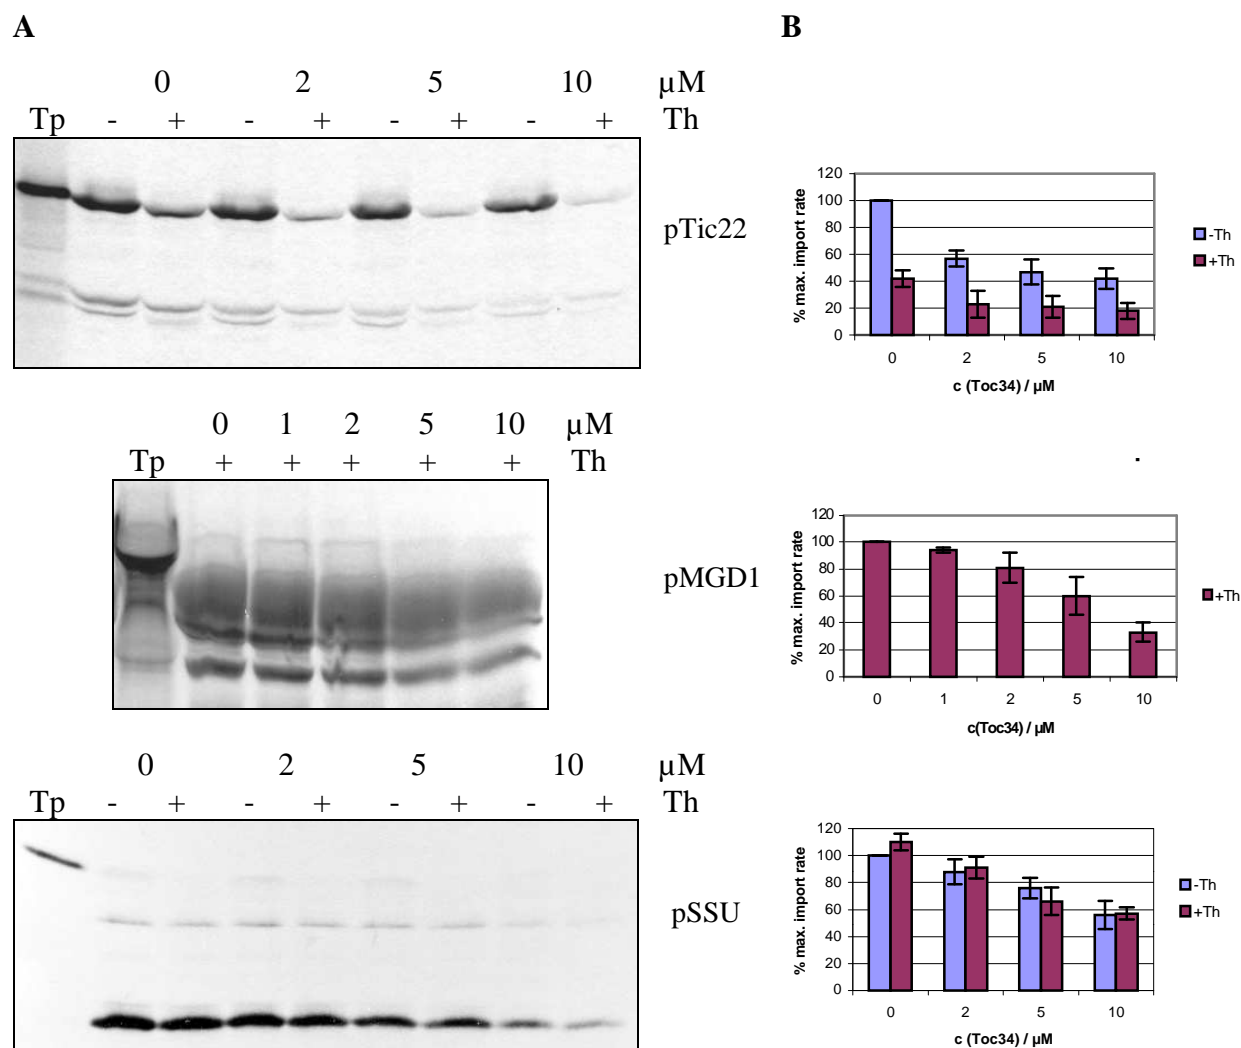 A
B
0 2 5 10 µM
Tp - + - + - + - + Th
pTic22
120
100
80
60
40
20
0
% max. import rate
0 2 5 10
c (Toc34) / µM
-Th
+Th
0 1 2 5 10 µM
Tp + + + + + Th
pMGD1
120
100
80
60
40
20
0
% max. import rate
0 1 2 5 10
c(Toc34) / µM
+Th
0 2 5 10 µM
Tp - + - + - + - + Th
pSSU
120
100
80
60
40
20
0
% max. import rate
0 2 5 10
c (Toc34) / µM
-Th
+Th